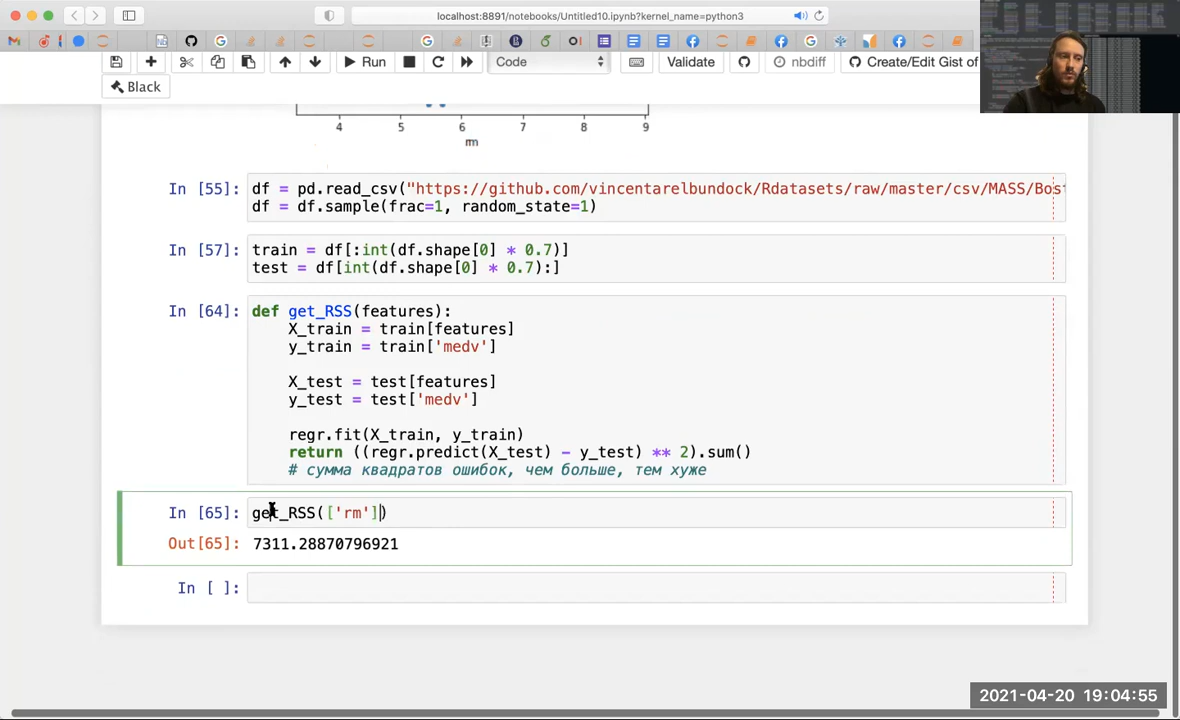 localhost:8891/notebooks/Untitled10.ipynb?kernel_name=python3
Run
Code
Validate
nbdiff
Create/Edit Gist of
Black
4 5 6 7 8 9
rm
In [55]: df = pd.read_csv("https://github.com/vincentarelbundock/Rdatasets/raw/master/csv/MASS/Bost
df = df.sample(frac=1, random_state=1)
In [57]: train = df[:int(df.shape[0] * 0.7)]
test = df[int(df.shape[0] * 0.7):]
In [64]: def get_RSS(features):
X_train = train[features]
y_train = train['medv']
X_test = test[features]
y_test = test['medv']
regr.fit(X_train, y_train)
return ((regr.predict(X_test) - y_test) ** 2).sum()
# сумма квадратов ошибок, чем больше, тем хуже
In [65]: get_RSS(['rm'])
Out[65]: 7311.28870796921
In [ ]:
2021-04-20 19:04:55